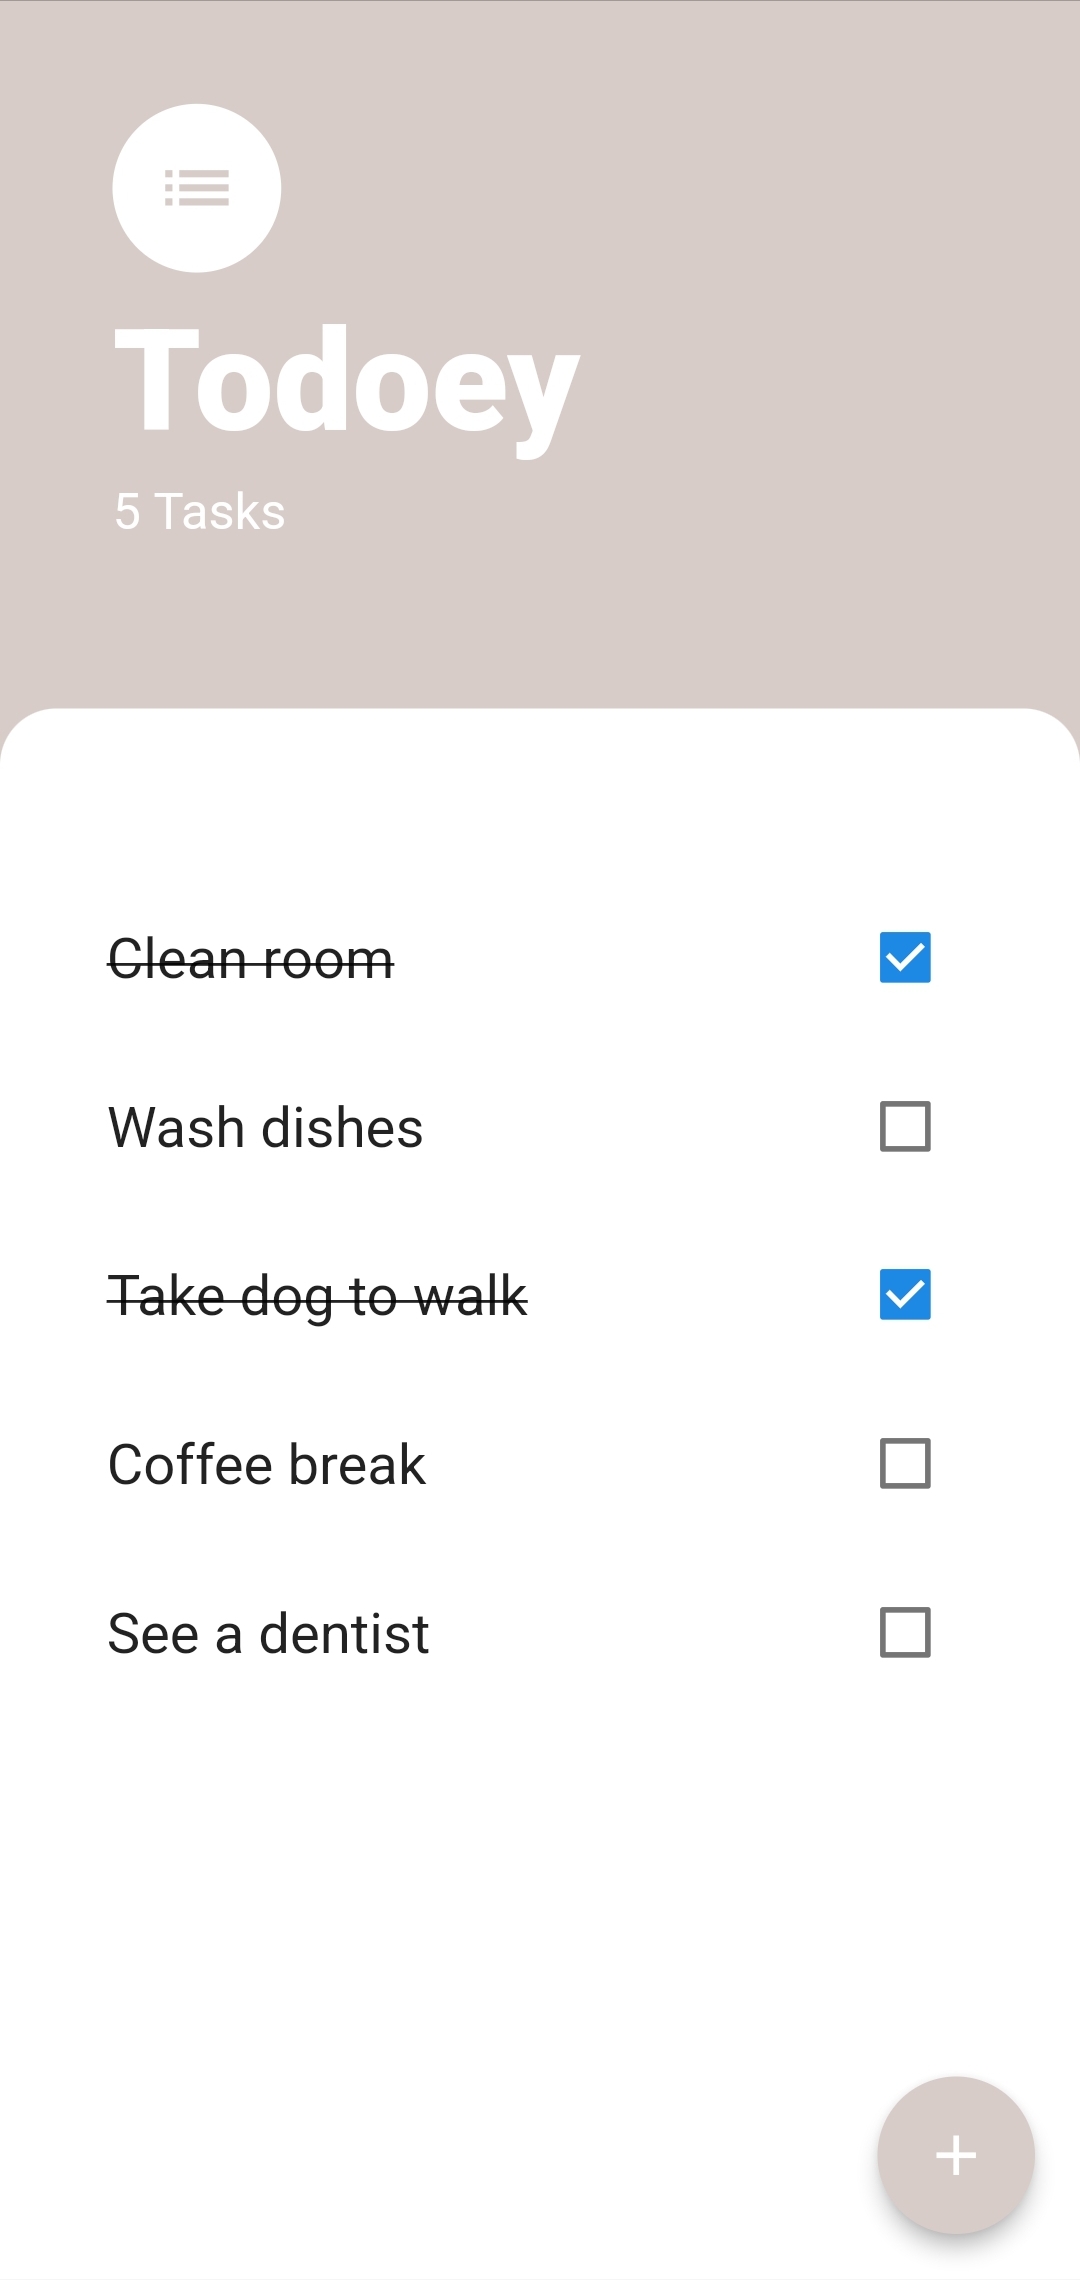 Todoey
5 Tasks
Clean room
Wash dishes
Take dog to walk
Coffee break
See a dentist